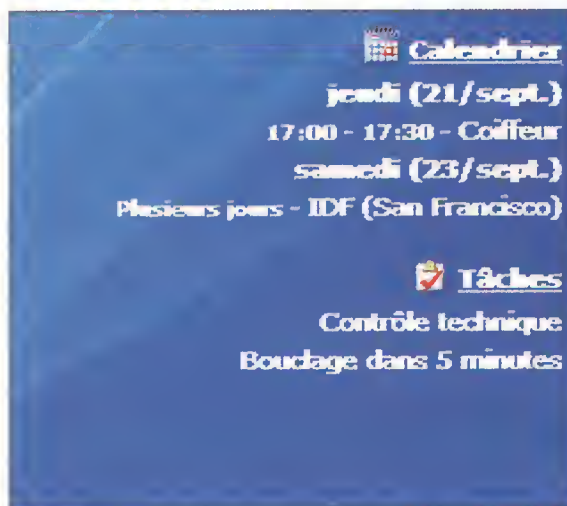 Calendrier
jeudi (21/sept.)
17:00 - 17:30 - Coiffeur
samedi (23/sept.)
Plusieurs jours - IDF (San Francisco)
Tâches
Contrôle technique
Bouclage dans 5 minutes